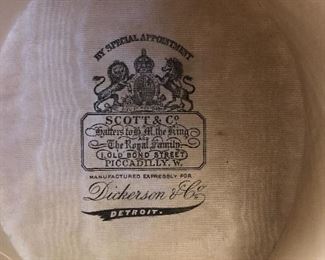 BY SPECIAL APPOINTMENT
SCOTT & Co
Hatters to H.M. the King
AND
The Royal Family
1, OLD BOND STREET
PICCADILLY. W.
MANUFACTURED EXPRESSLY FOR
Dickerson & Co
DETROIT.